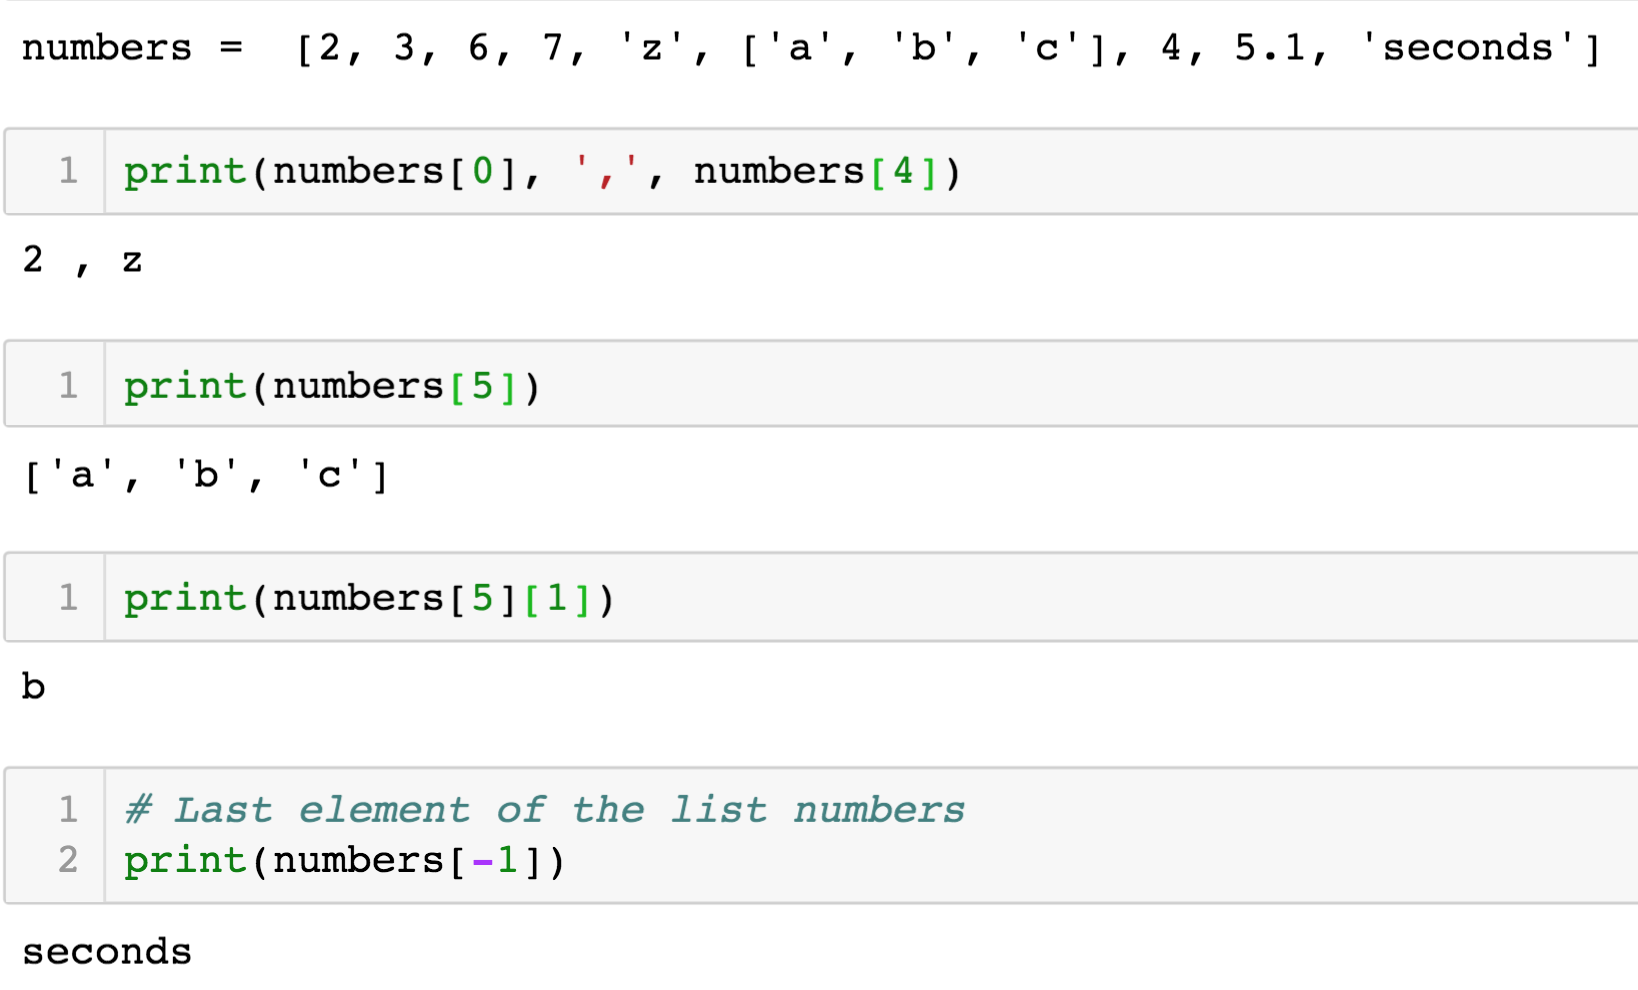 numbers =  [2, 3, 6, 7, 'z', ['a', 'b', 'c'], 4, 5.1, 'seconds']
1 print(numbers[0], ',', numbers[4])
2 , z
1 print(numbers[5])
['a', 'b', 'c']
1 print(numbers[5][1])
b
1 # Last element of the list numbers
2 print(numbers[-1])
seconds